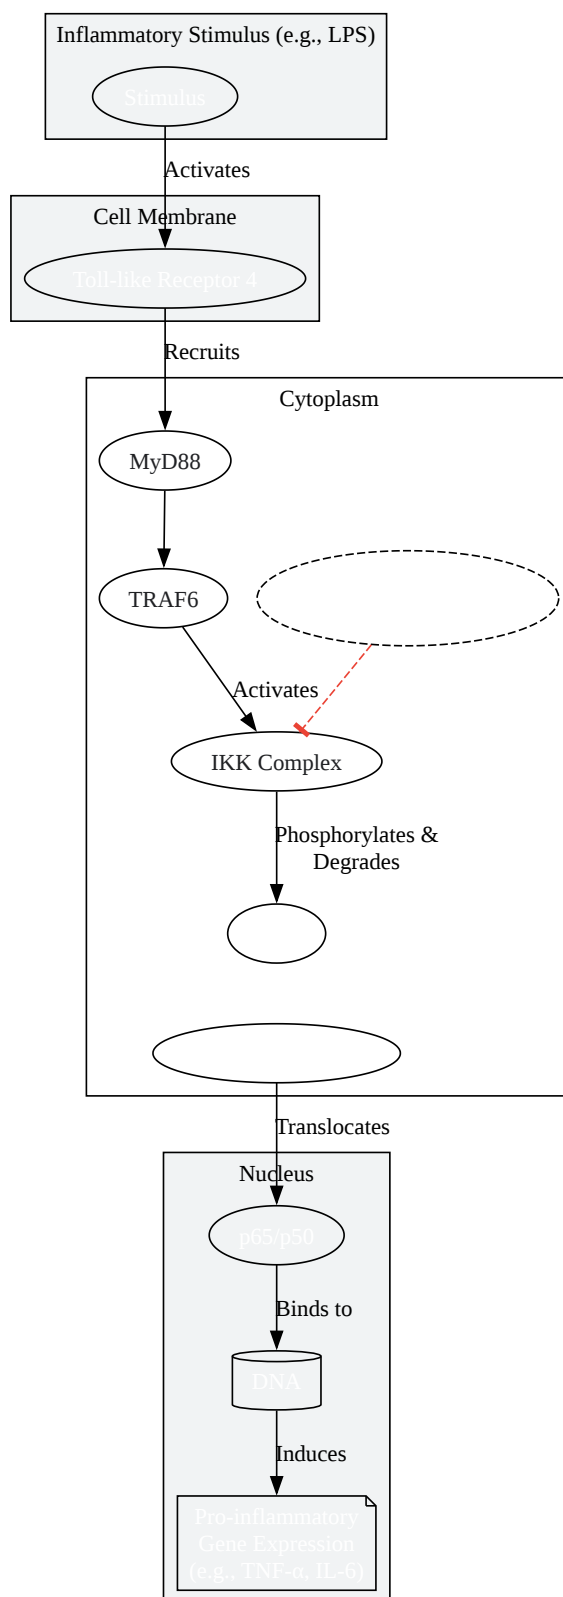 Inflammatory Stimulus (e.g., LPS)
Stimulus
Activates
Cell Membrane
Toll-like Receptor 4
Recruits
Cytoplasm
MyD88
TRAF6
Activates
IKK Complex
Phosphorylates &
Degrades
Translocates
Nucleus
p65/p50
Binds to
DNA
Induces
Pro-inflammatory
Gene Expression
(e.g., TNF-α, IL-6)